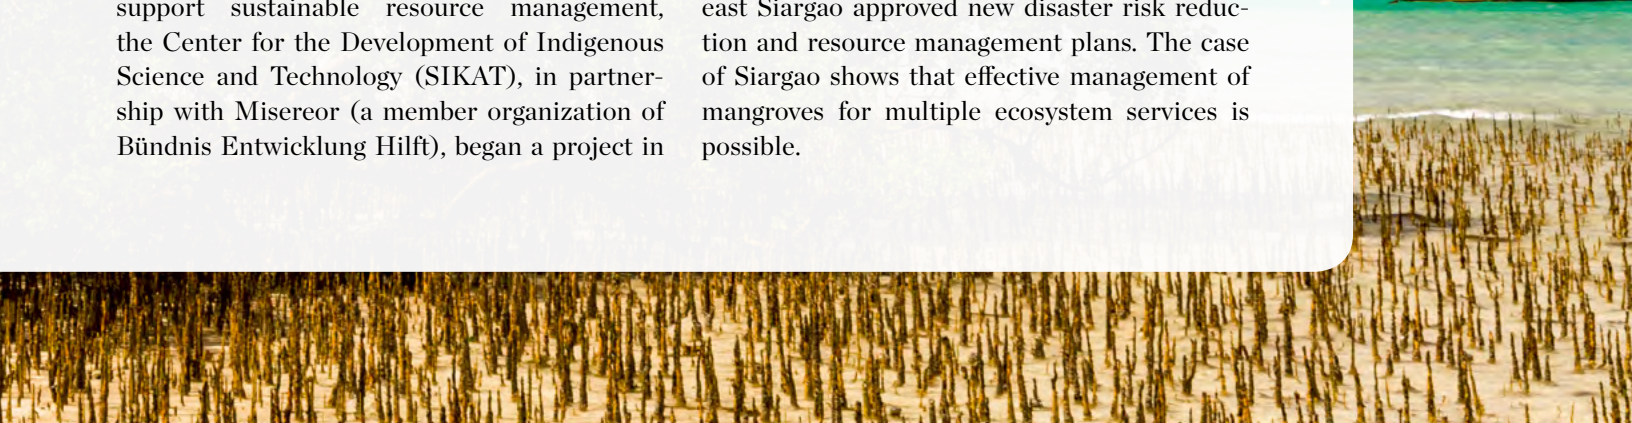 support sustainable resource management,
the Center for the Development of Indigenous
Science and Technology (SIKAT), in partner-
ship with Misereor (a member organization of
Bündnis Entwicklung Hilft), began a project in
east Siargao approved new disaster risk reduc-
tion and resource management plans. The case
of Siargao shows that effective management of
mangroves for multiple ecosystem services is
possible.